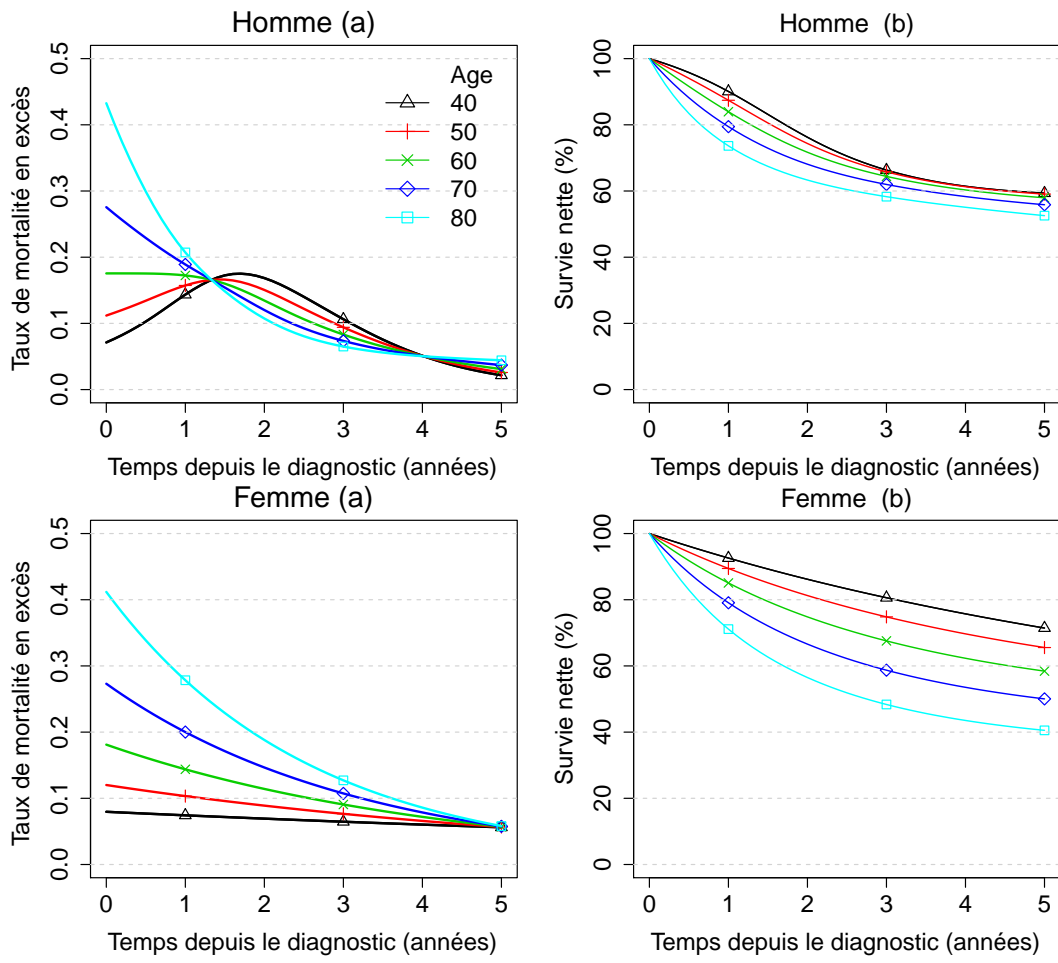 Homme (a)
Taux de mortalité en excès
0.0 0.1 0.2 0.3 0.4 0.5
Age
40
50
60
70
80
0 1 2 3 4 5
Temps depuis le diagnostic (années)
Homme (b)
Survie nette (%)
0 20 40 60 80 100
0 1 2 3 4 5
Temps depuis le diagnostic (années)
Femme (a)
Taux de mortalité en excès
0.0 0.1 0.2 0.3 0.4 0.5
0 1 2 3 4 5
Temps depuis le diagnostic (années)
Femme (b)
Survie nette (%)
0 20 40 60 80 100
0 1 2 3 4 5
Temps depuis le diagnostic (années)